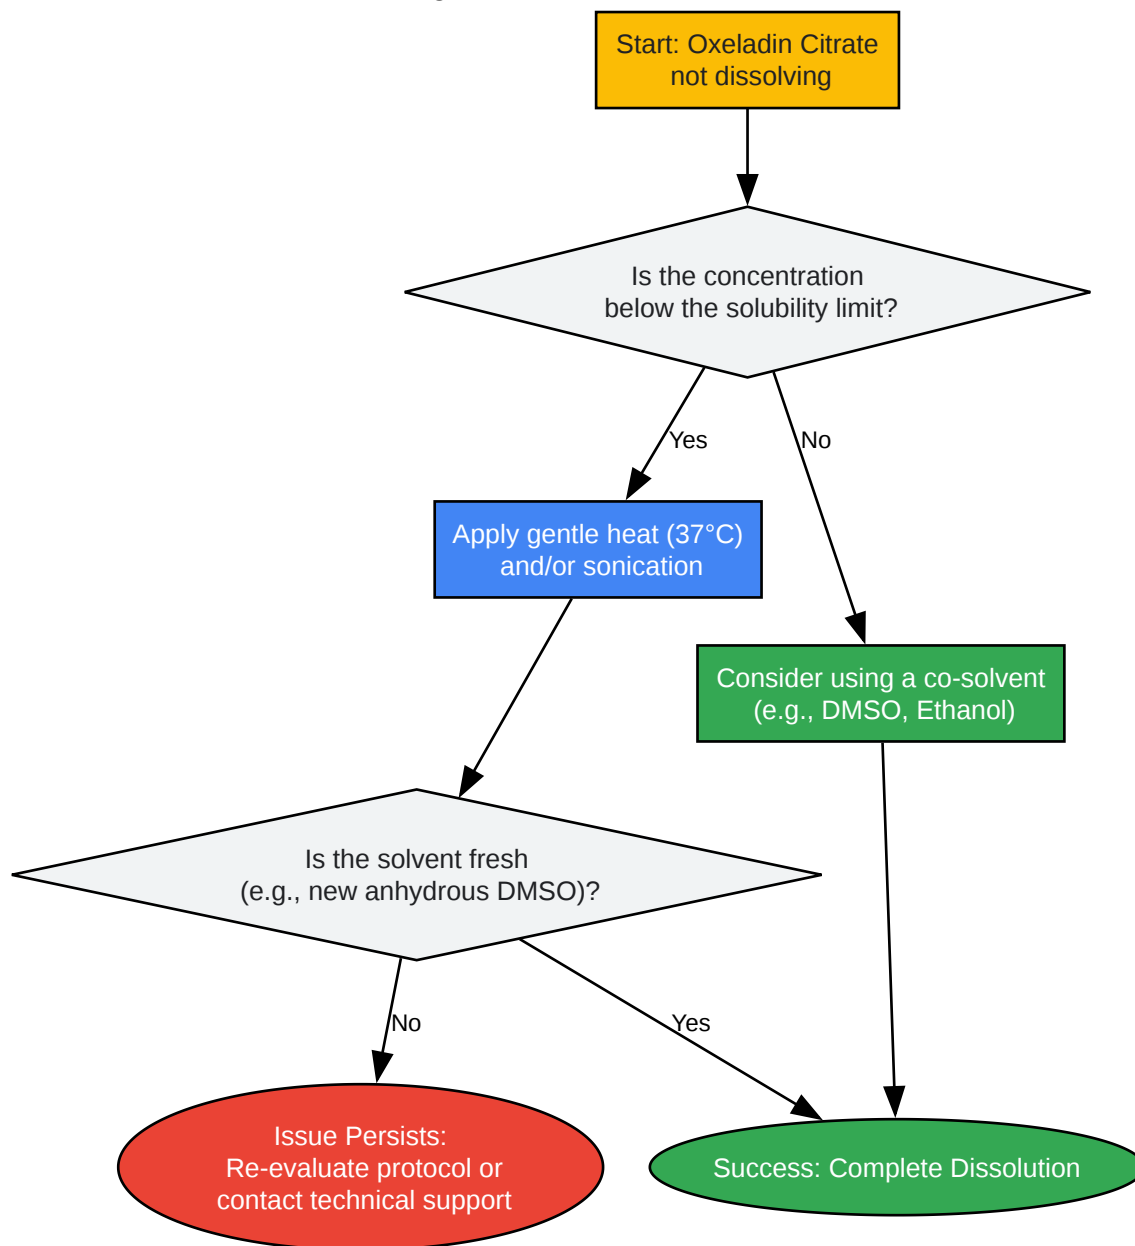 Start: Oxeladin Citrate
not dissolving
Is the concentration
below the solubility limit?
Yes
No
Apply gentle heat (37°C)
and/or sonication
Consider using a co-solvent
(e.g., DMSO, Ethanol)
Is the solvent fresh
(e.g., new anhydrous DMSO)?
No
Yes
Issue Persists:
Re-evaluate protocol or
contact technical support
Success: Complete Dissolution